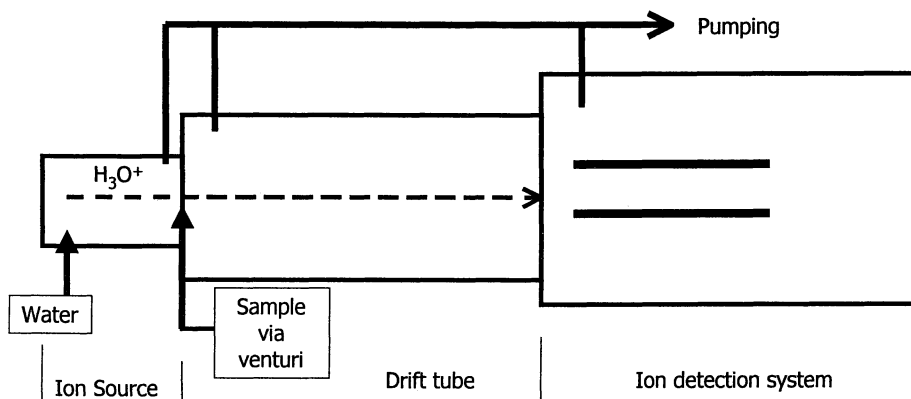 Pumping
H₃O⁺
Water
Sample
via
venturi
Ion Source
Drift tube
Ion detection system